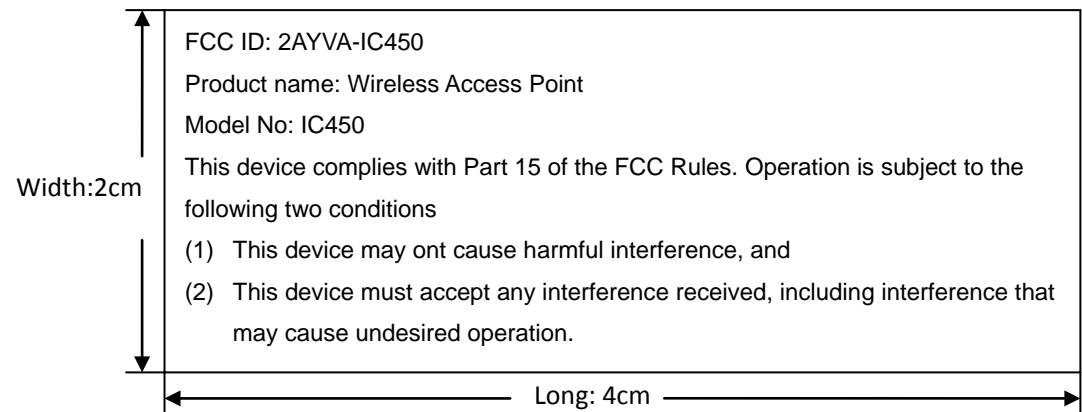 FCC ID: 2AYVA-IC450
Product name: Wireless Access Point
Model No: IC450
This device complies with Part 15 of the FCC Rules. Operation is subject to the
following two conditions
Width:2cm
(1) This device may ont cause harmful interference, and
(2) This device must accept any interference received, including interference that
may cause undesired operation.
Long: 4cm